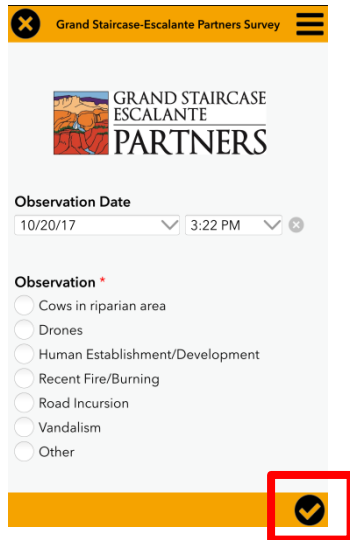 Grand Staircase-Escalante Partners Survey
GRAND STAIRCASE
ESCALANTE
PARTNERS
Observation Date
10/20/17 3:22 PM
Observation *
Cows in riparian area
Drones
Human Establishment/Development
Recent Fire/Burning
Road Incursion
Vandalism
Other